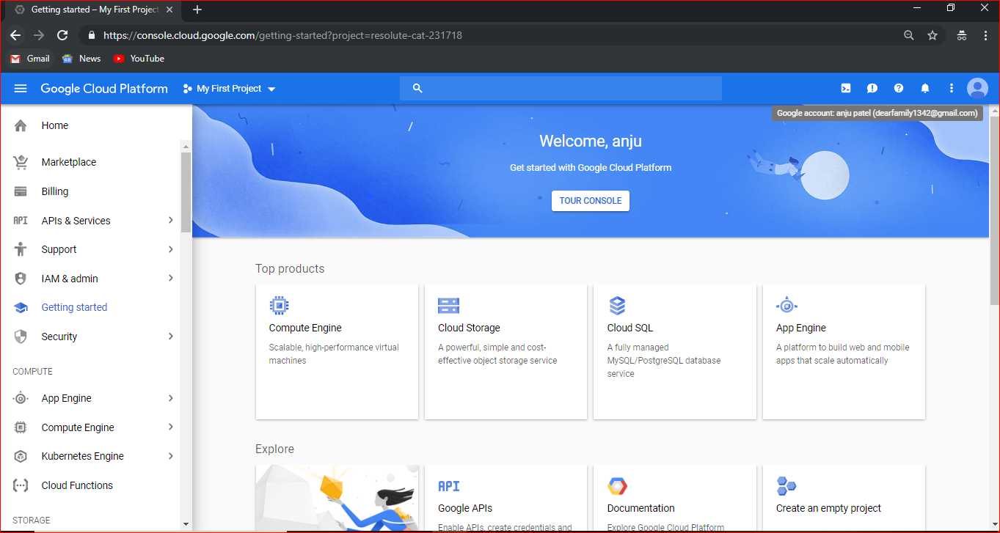 Getting started – My First Project
https://console.cloud.google.com/getting-started?project=resolute-cat-231718
Gmail
News
YouTube
Google Cloud Platform
My First Project
Google account: anju patel (dearfamily1342@gmail.com)
Home
Marketplace
Billing
API
APIs & Services
Support
IAM & admin
Getting started
Security
COMPUTE
App Engine
Compute Engine
Kubernetes Engine
Cloud Functions
STORAGE
Welcome, anju
Get started with Google Cloud Platform
TOUR CONSOLE
Top products
Compute Engine
Scalable, high-performance virtual
machines
Cloud Storage
A powerful, simple and cost-
effective object storage service
Cloud SQL
A fully managed
MySQL/PostgreSQL database
service
App Engine
A platform to build web and mobile
apps that scale automatically
Explore
API
Google APIs
Enable APIs, create credentials and
Documentation
Explore Google Cloud Platform
Create an empty project